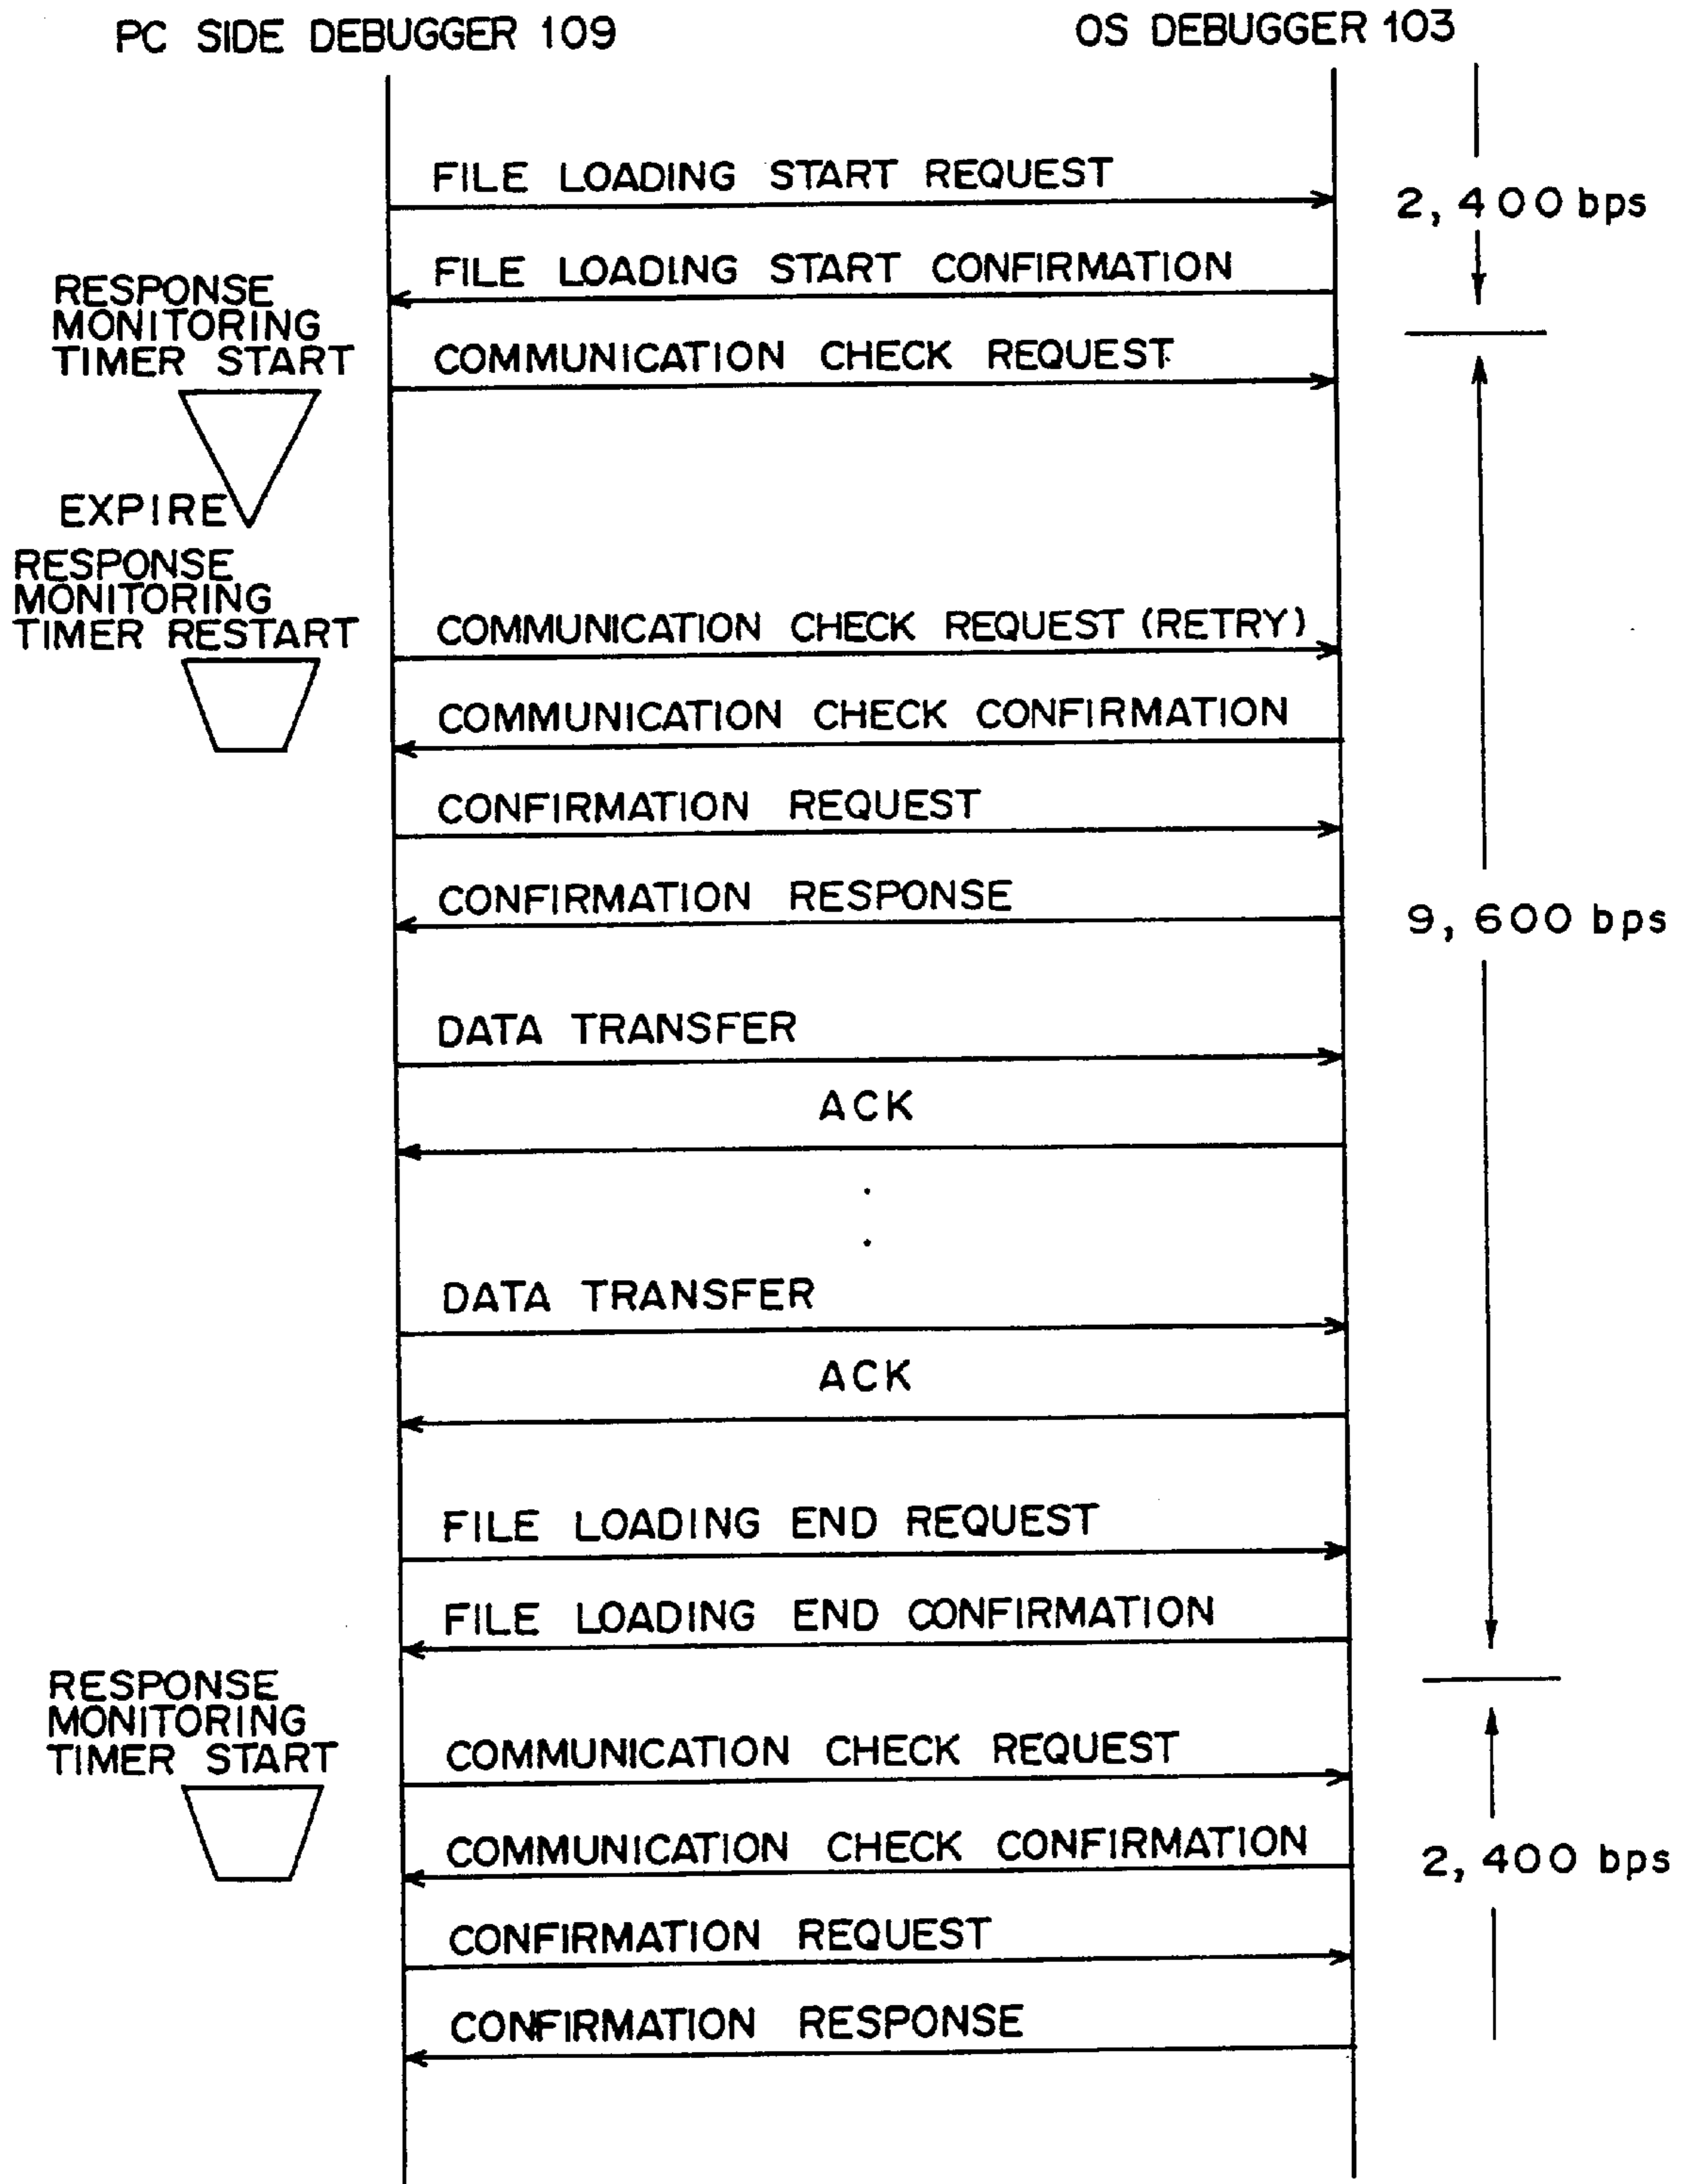 PC SIDE DEBUGGER 109
OS DEBUGGER 103
FILE LOADING START REQUEST
2,400 bps
FILE LOADING START CONFIRMATION
RESPONSE
MONITORING
TIMER START
COMMUNICATION CHECK REQUEST
EXPIRE
RESPONSE
MONITORING
TIMER RESTART
COMMUNICATION CHECK REQUEST (RETRY)
COMMUNICATION CHECK CONFIRMATION
CONFIRMATION REQUEST
CONFIRMATION RESPONSE
9,600 bps
DATA TRANSFER
ACK
DATA TRANSFER
ACK
FILE LOADING END REQUEST
FILE LOADING END CONFIRMATION
RESPONSE
MONITORING
TIMER START
COMMUNICATION CHECK REQUEST
COMMUNICATION CHECK CONFIRMATION
2,400 bps
CONFIRMATION REQUEST
CONFIRMATION RESPONSE